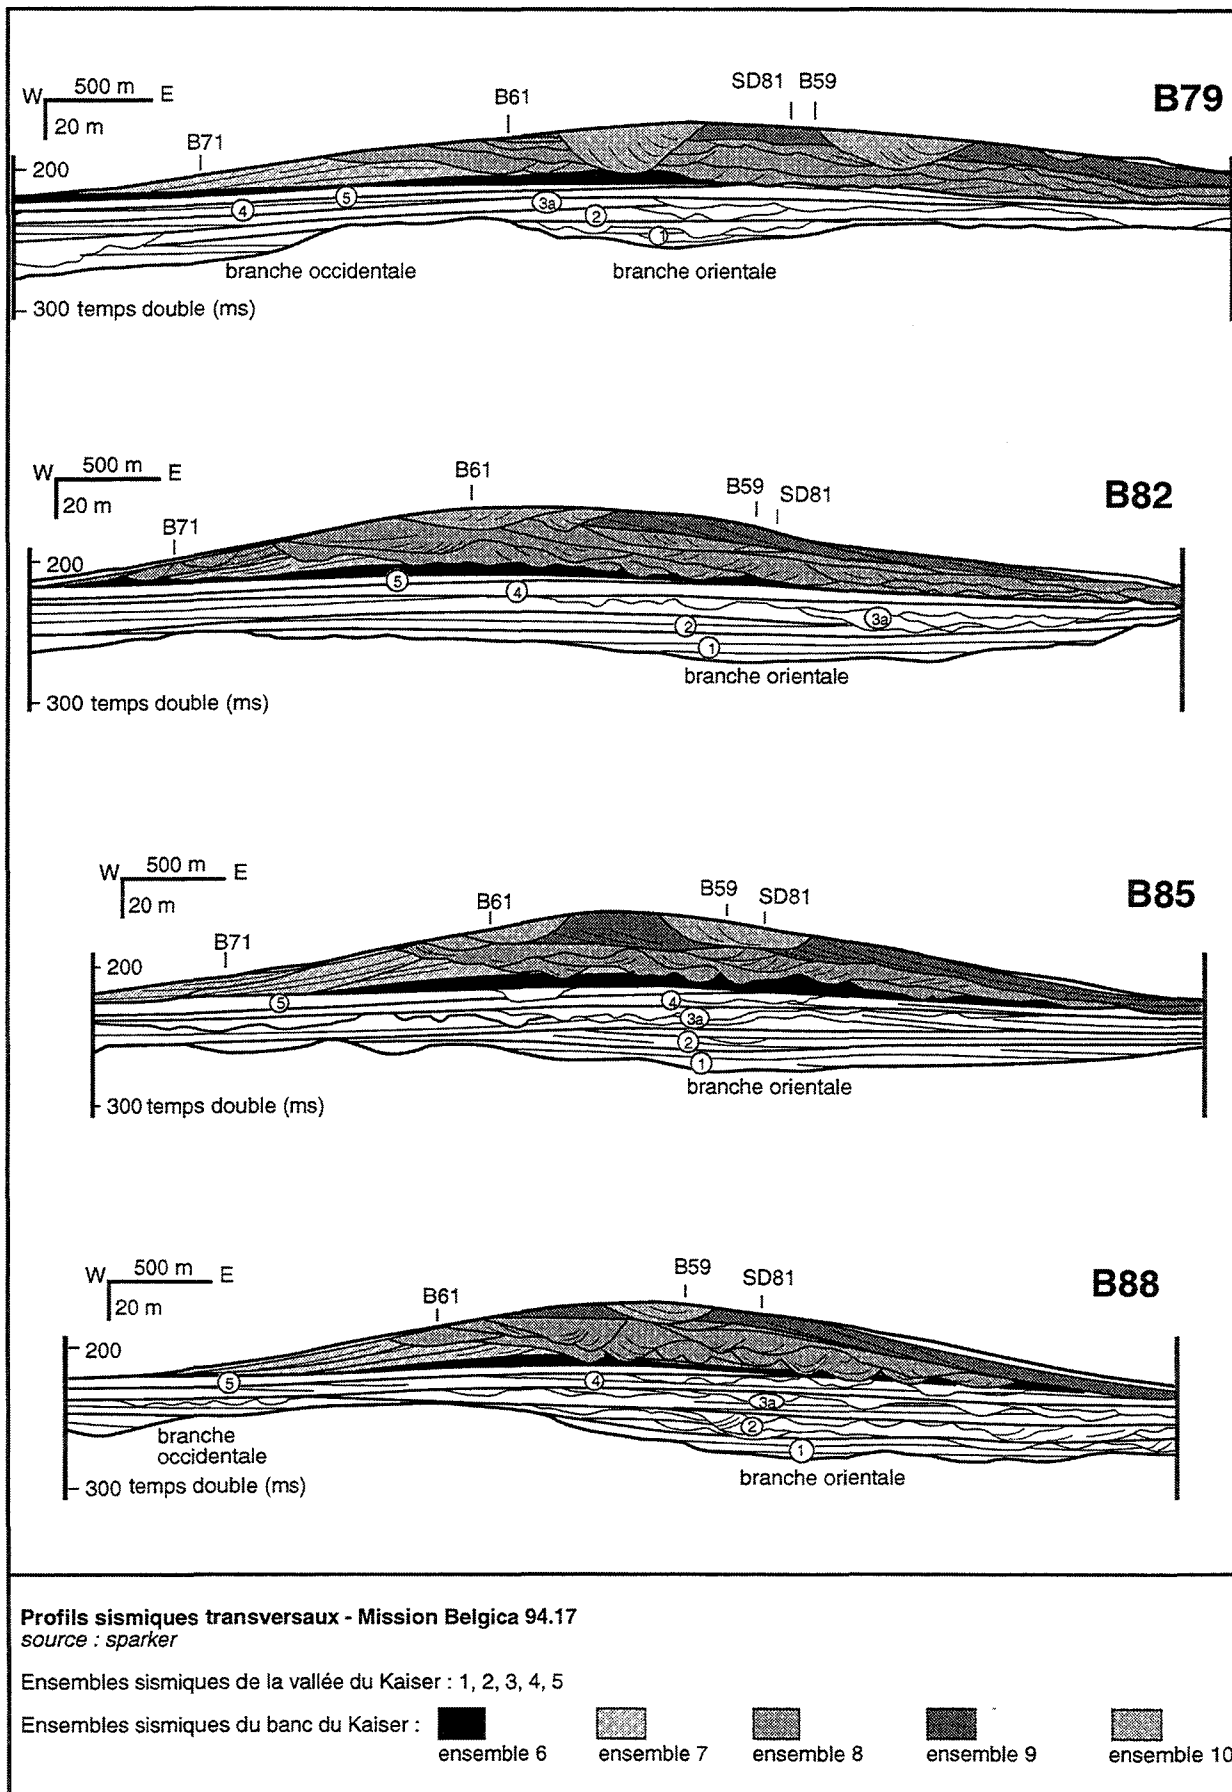 B79
W 500 m E
20 m
B71
B61
SD81 B59
200
5
4
3a
2
1
branche occidentale
branche orientale
300 temps double (ms)
B82
W 500 m E
20 m
B71
B61
B59
SD81
200
5
4
3a
2
1
branche orientale
300 temps double (ms)
B85
W 500 m E
20 m
B71
B61
B59
SD81
200
5
4
3a
2
1
branche orientale
300 temps double (ms)
B88
W 500 m E
20 m
B61
B59
SD81
200
5
4
3a
2
1
branche
occidentale
branche orientale
300 temps double (ms)
Profils sismiques transversaux - Mission Belgica 94.17
source : sparker
Ensembles sismiques de la vallée du Kaiser : 1, 2, 3, 4, 5
Ensembles sismiques du banc du Kaiser :
ensemble 6 ensemble 7 ensemble 8 ensemble 9 ensemble 10